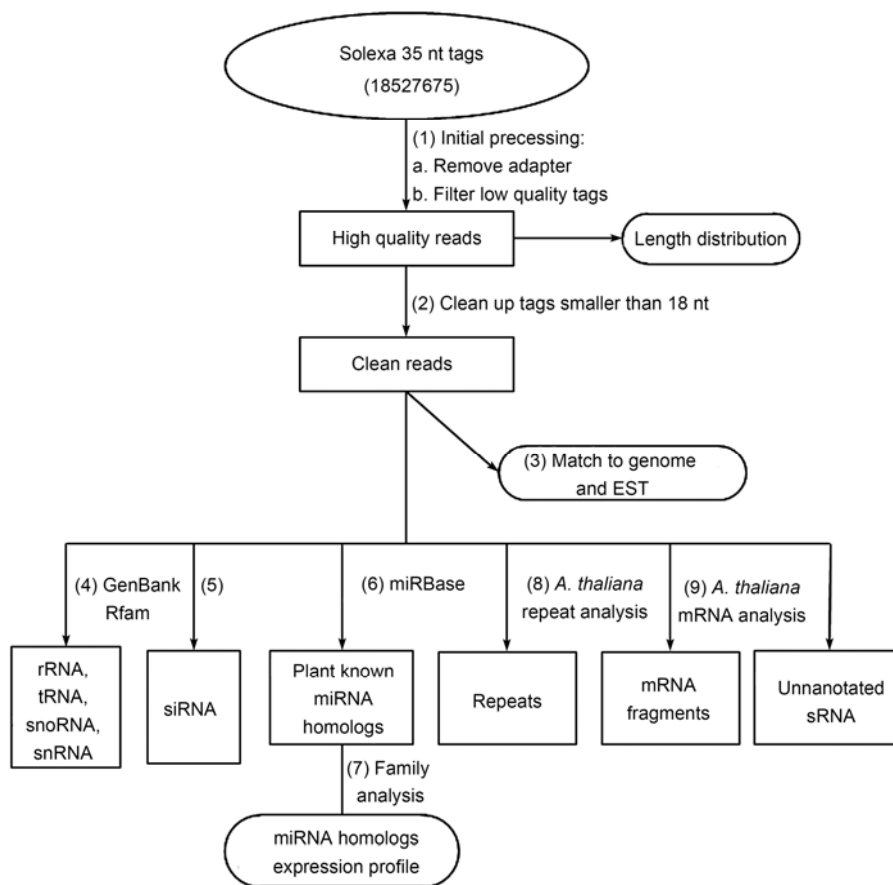 Solexa 35 nt tags
(18527675)
(1) Initial precessing:
a. Remove adapter
b. Filter low quality tags
High quality reads
Length distribution
(2) Clean up tags smaller than 18 nt
Clean reads
(3) Match to genome
and EST
(4) GenBank
Rfam
(5)
(6) miRBase
(8) A. thaliana
repeat analysis
(9) A. thaliana
mRNA analysis
rRNA,
tRNA,
snoRNA,
snRNA
siRNA
Plant known
miRNA
homologs
Repeats
mRNA
fragments
Unnanotated
sRNA
(7) Family
analysis
miRNA homologs
expression profile